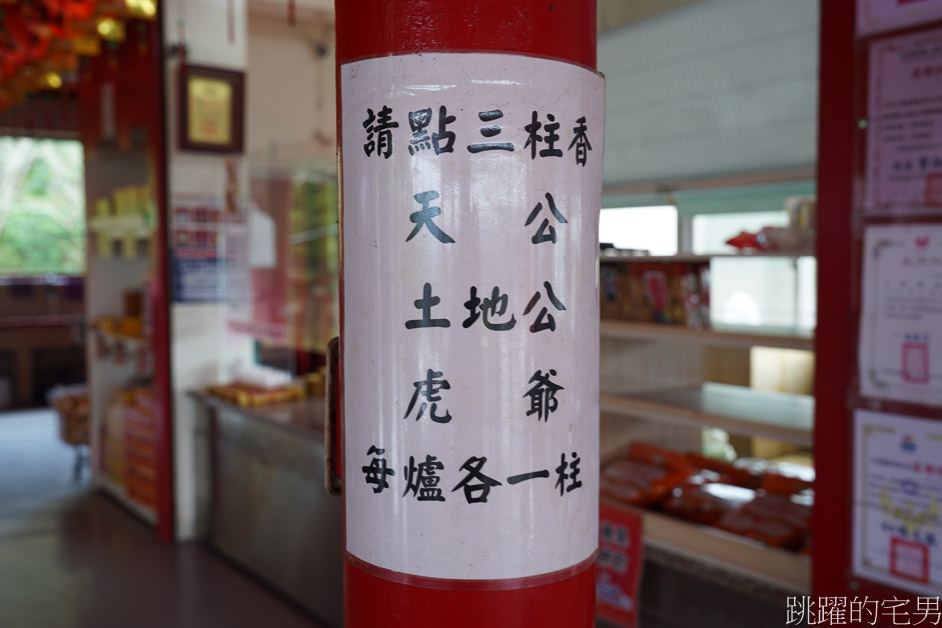 請點三柱香
天公
土地公
虎爺
每爐各一柱
跳躍的宅男